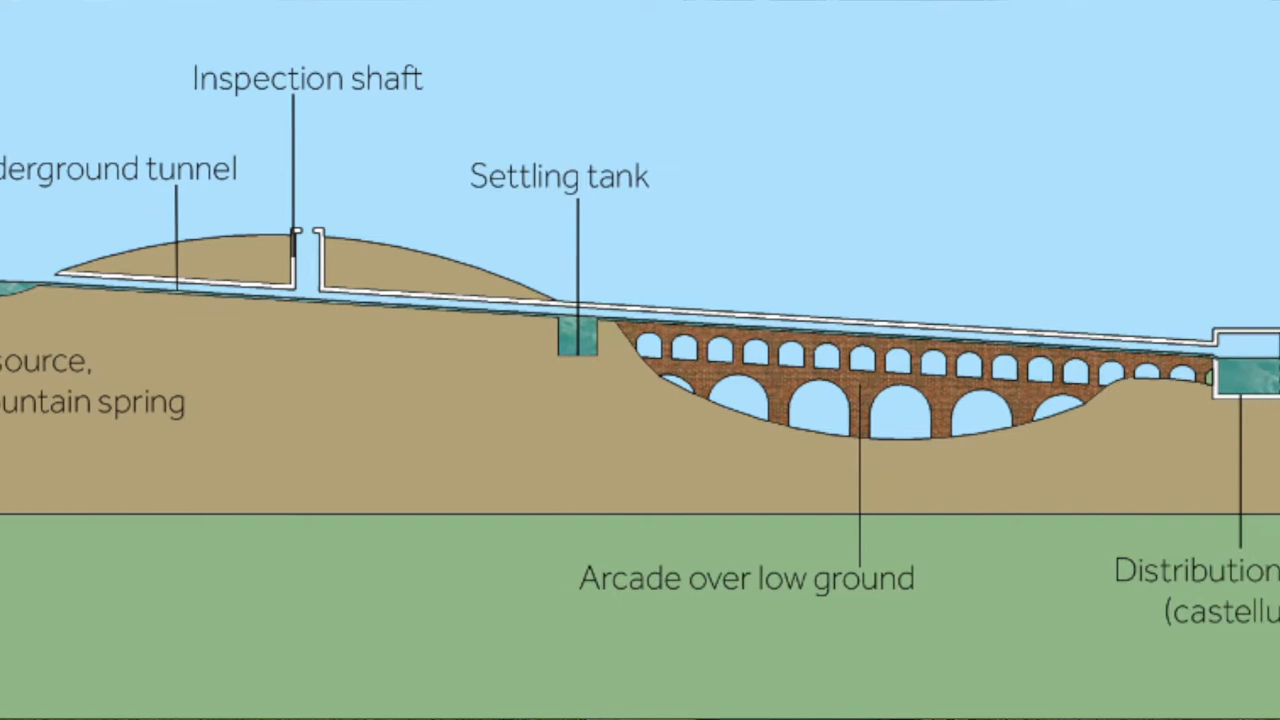 Inspection shaft
derground tunnel
Settling tank
source,
untain spring
Arcade over low ground
Distribution
(castellu